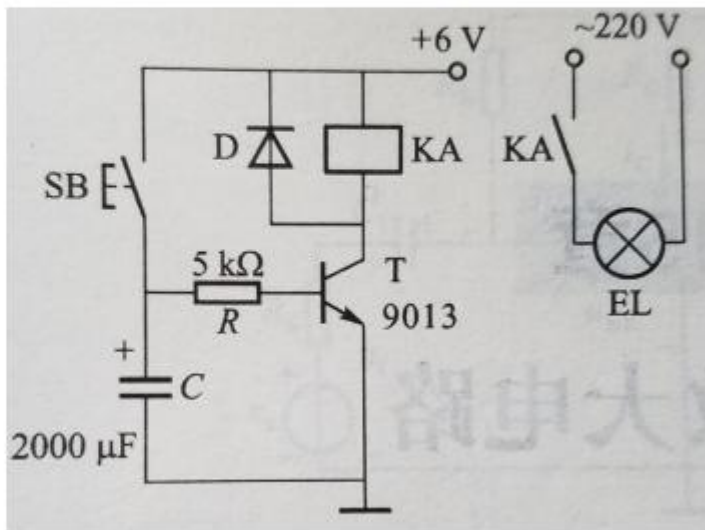 +6 V
~220 V
D
KA
KA
SB
5 kΩ
R
T
9013
EL
+
C
2000 μF